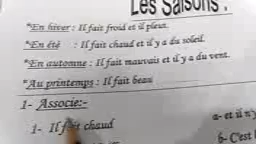 Les Saisons :
*En hiver : Il fait froid et il pleut.
*En été : Il fait chaud et il y a du soleil.
*En automne : Il fait mauvais et il y a du vent.
*Au printemps : Il fait beau
1- Associe:-
1- Il fait chaud
a- et il n'y
b- C'est